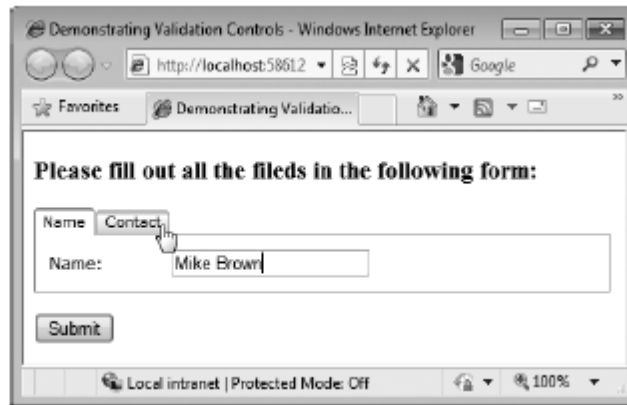 Demonstrating Validation Controls - Windows Internet Explorer
http://localhost:58612
Google
Favorites
Demonstrating Validatio...
Please fill out all the fileds in the following form:
Name
Contact
Name:
Mike Brown
Submit
Local intranet | Protected Mode: Off
100%